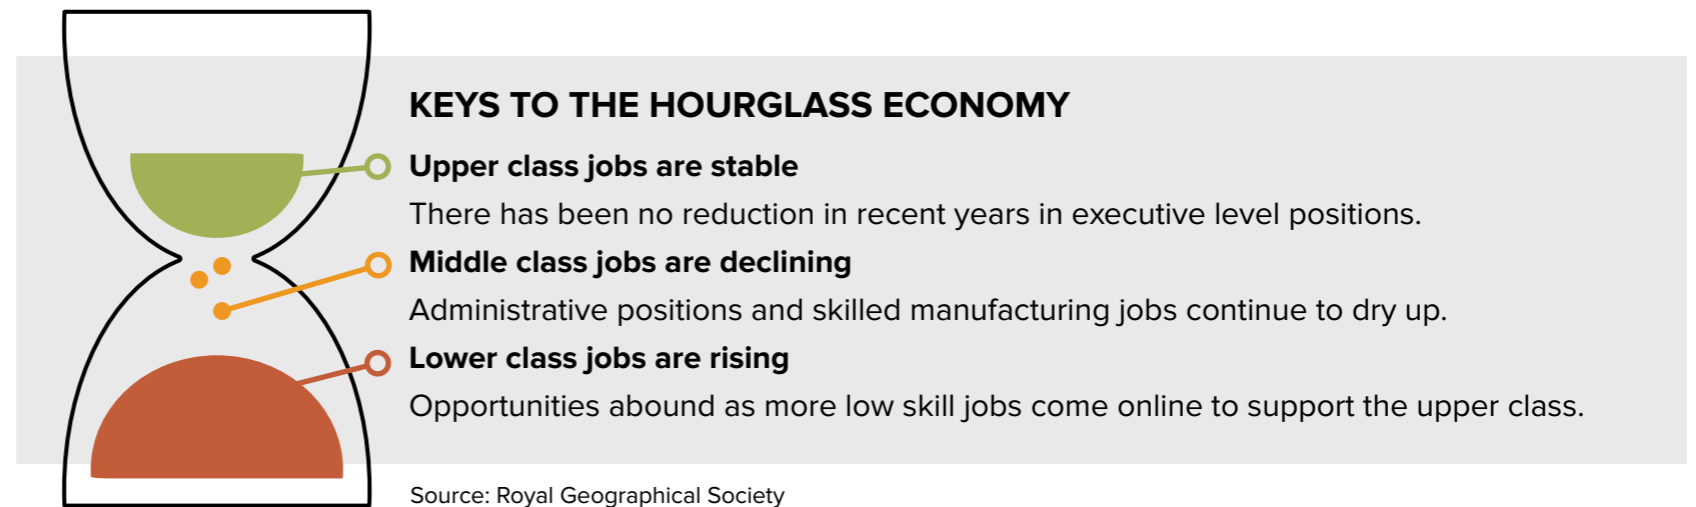 KEYS TO THE HOURGLASS ECONOMY
Upper class jobs are stable
There has been no reduction in recent years in executive level positions.
Middle class jobs are declining
Administrative positions and skilled manufacturing jobs continue to dry up.
Lower class jobs are rising
Opportunities abound as more low skill jobs come online to support the upper class.
Source: Royal Geographical Society